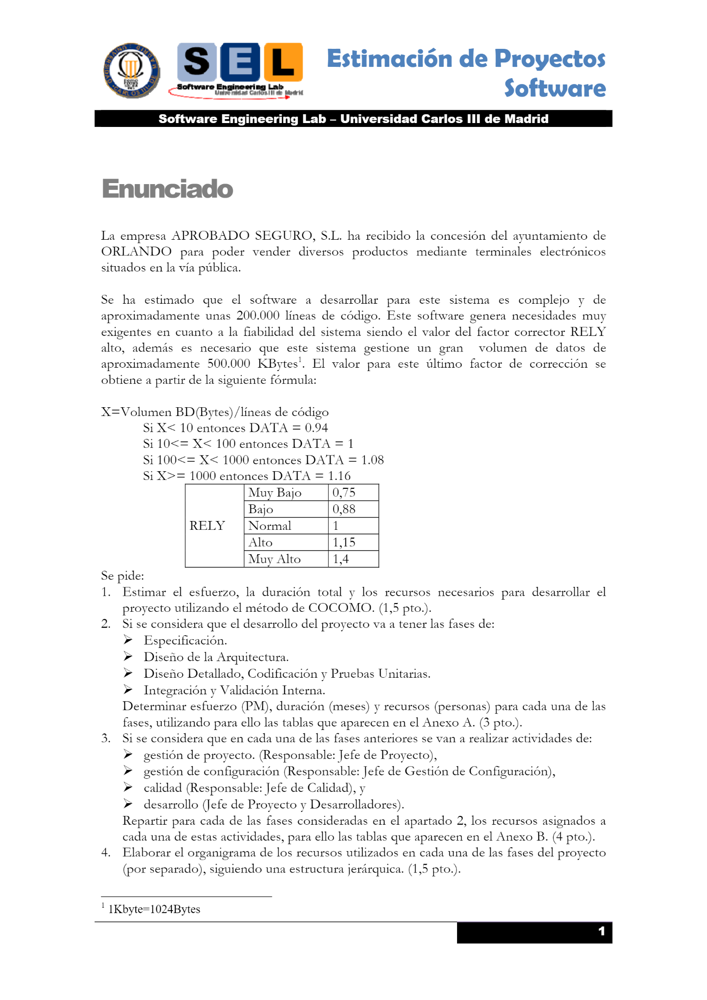 SEL
Software Engineering Lab
Universidad Carlos III de Madrid
Estimación de Proyectos
Software
Software Engineering Lab – Universidad Carlos III de Madrid
Enunciado
La empresa APROBADO SEGURO, S.L. ha recibido la concesión del ayuntamiento de
ORLANDO para poder vender diversos productos mediante terminales electrónicos
situados en la vía pública.
Se ha estimado que el software a desarrollar para este sistema es complejo y de
aproximadamente unas 200.000 líneas de código. Este software genera necesidades muy
exigentes en cuanto a la fiabilidad del sistema siendo el valor del factor corrector RELY
alto, además es necesario que este sistema gestione un gran volumen de datos de
aproximadamente 500.000 KBytes1. El valor para este último factor de corrección se
obtiene a partir de la siguiente fórmula:
X=Volumen BD(Bytes)/líneas de código
Si X< 10 entonces DATA = 0.94
Si 10<= X< 100 entonces DATA = 1
Si 100<= X< 1000 entonces DATA = 1.08
Si X>= 1000 entonces DATA = 1.16
Muy Bajo 0,75
Bajo 0,88
RELY Normal 1
Alto 1,15
Muy Alto 1,4
Se pide:
1. Estimar el esfuerzo, la duración total y los recursos necesarios para desarrollar el
proyecto utilizando el método de COCOMO. (1,5 pto.).
2. Si se considera que el desarrollo del proyecto va a tener las fases de:
➢ Especificación.
➢ Diseño de la Arquitectura.
➢ Diseño Detallado, Codificación y Pruebas Unitarias.
➢ Integración y Validación Interna.
Determinar esfuerzo (PM), duración (meses) y recursos (personas) para cada una de las
fases, utilizando para ello las tablas que aparecen en el Anexo A. (3 pto.).
3. Si se considera que en cada una de las fases anteriores se van a realizar actividades de:
➢ gestión de proyecto. (Responsable: Jefe de Proyecto),
➢ gestión de configuración (Responsable: Jefe de Gestión de Configuración),
➢ calidad (Responsable: Jefe de Calidad), y
➢ desarrollo (Jefe de Proyecto y Desarrolladores).
Repartir para cada de las fases consideradas en el apartado 2, los recursos asignados a
cada una de estas actividades, para ello las tablas que aparecen en el Anexo B. (4 pto.).
4. Elaborar el organigrama de los recursos utilizados en cada una de las fases del proyecto
(por separado), siguiendo una estructura jerárquica. (1,5 pto.).
1 1Kbyte=1024Bytes
1